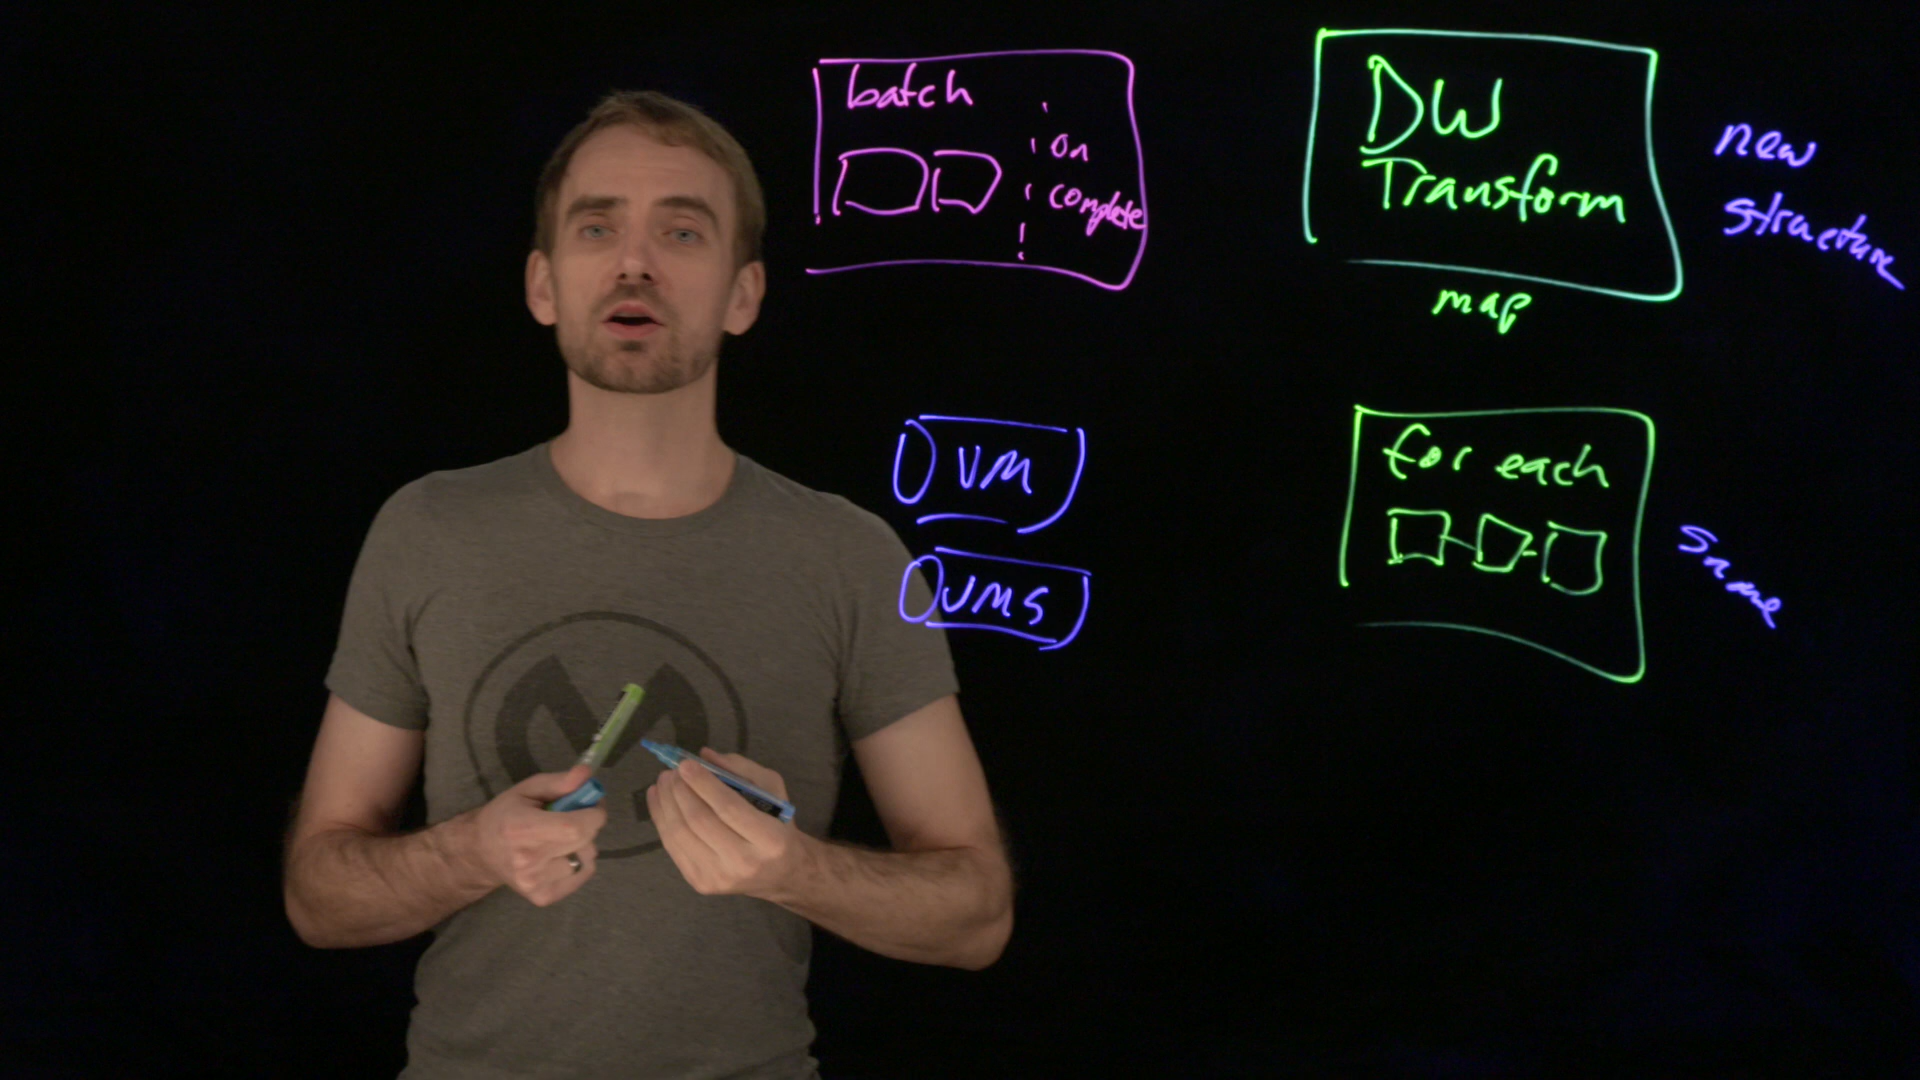 batch
on
complete
DW
Transform
map
new
structure
VM
VMS
for each
same